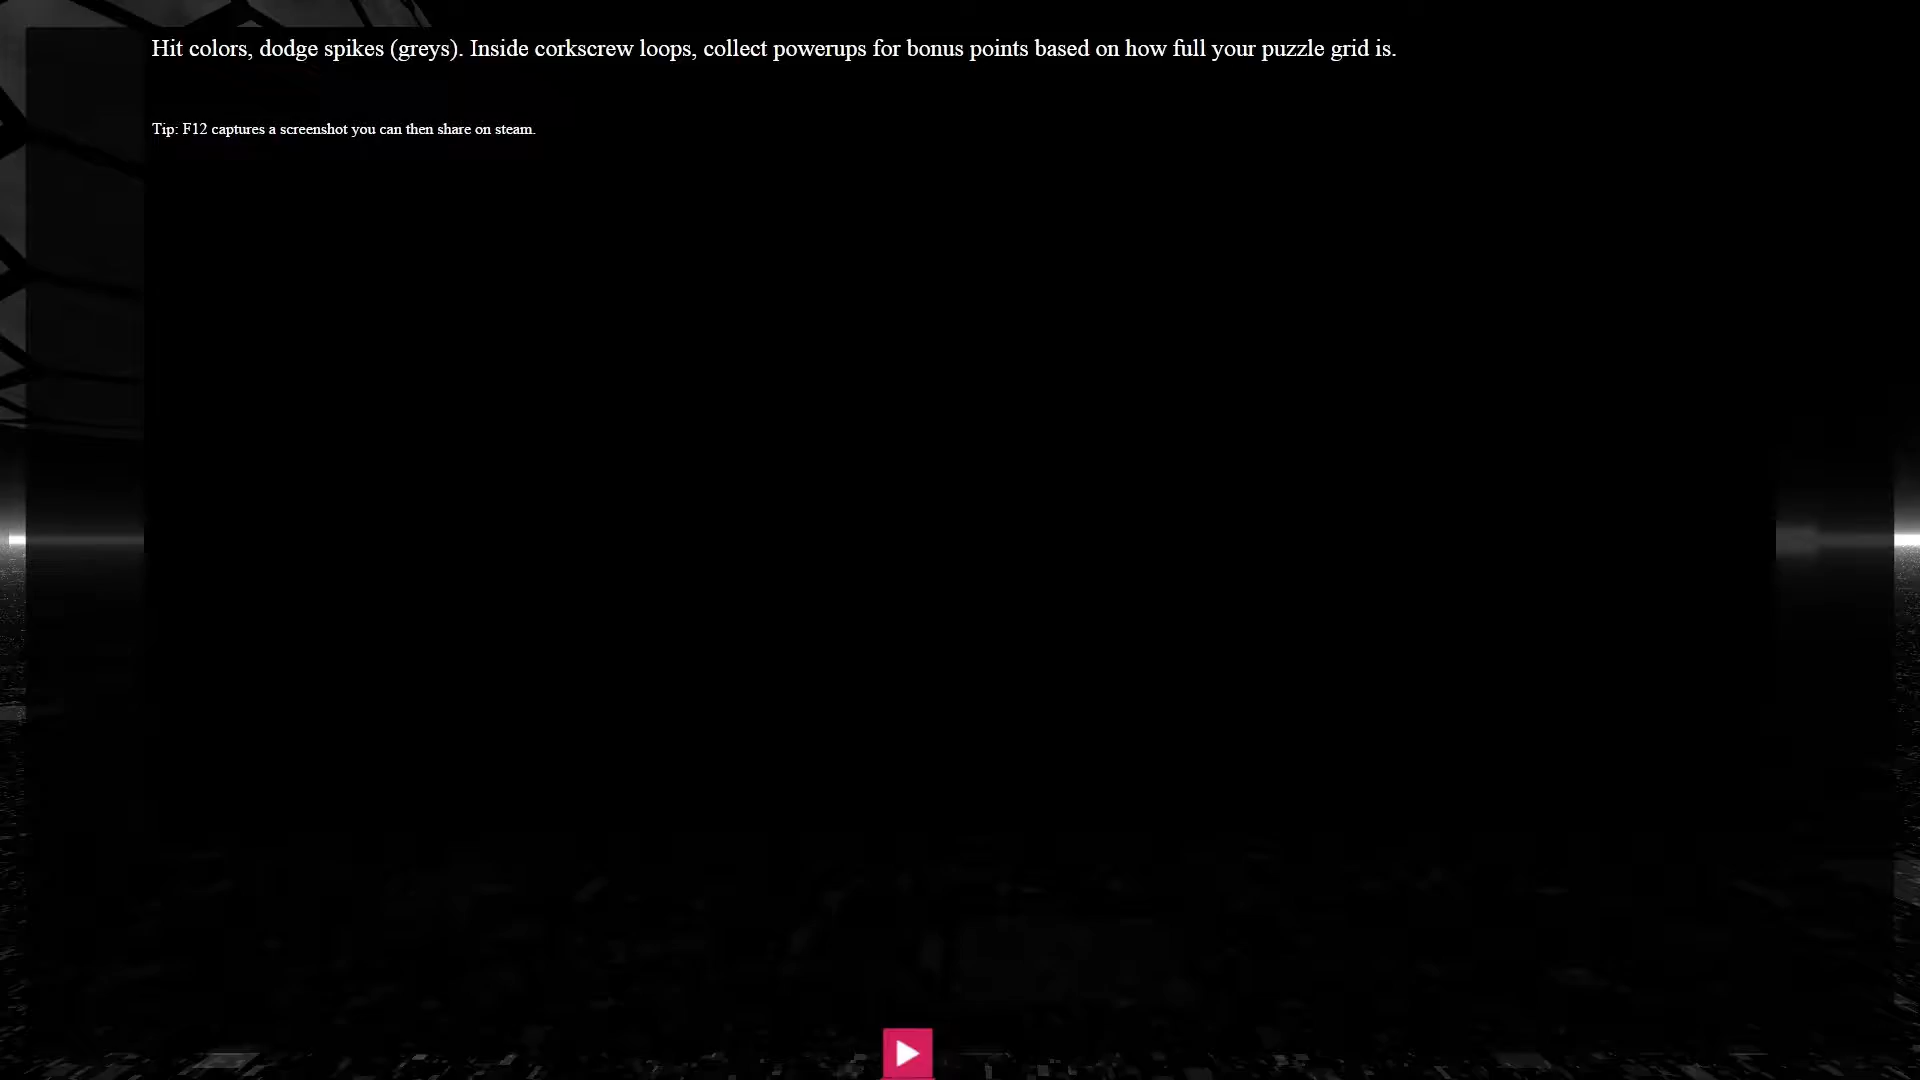 Hit colors, dodge spikes (greys). Inside corkscrew loops, collect powerups for bonus points based on how full your puzzle grid is.
Tip: F12 captures a screenshot you can then share on steam.